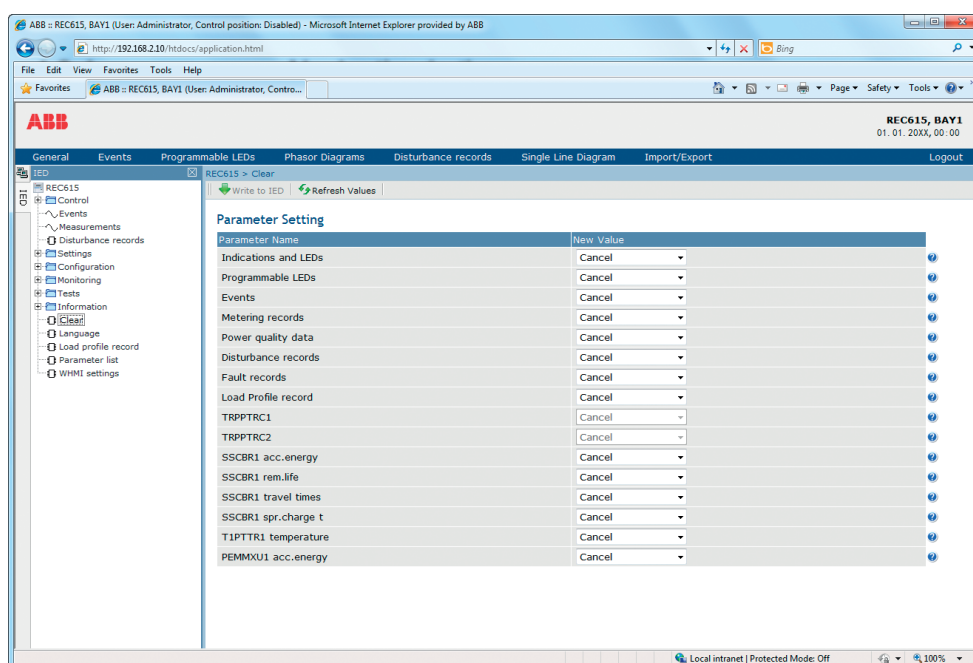 ABB :: REC615, BAY1 (User: Administrator, Control position: Disabled) - Microsoft Internet Explorer provided by ABB
http://192.168.2.10/htdocs/application.html
Bing
File Edit View Favorites Tools Help
Favorites
ABB :: REC615, BAY1 (User: Administrator, Contro...
Page Safety Tools
ABB
REC615, BAY1
01. 01. 20XX, 00 : 00
General Events Programmable LEDs Phasor Diagrams Disturbance records Single Line Diagram Import/Export Logout
IED
IED
REC615
Control
Events
Measurements
Disturbance records
Settings
Configuration
Monitoring
Tests
Information
Clear
Language
Load profile record
Parameter list
WHMI settings
REC615 > Clear
Write to IED Refresh Values
Parameter Setting
Parameter Name New Value
Indications and LEDs Cancel
Programmable LEDs Cancel
Events Cancel
Metering records Cancel
Power quality data Cancel
Disturbance records Cancel
Fault records Cancel
Load Profile record Cancel
TRPPTRC1 Cancel
TRPPTRC2 Cancel
SSCBR1 acc.energy Cancel
SSCBR1 rem.life Cancel
SSCBR1 travel times Cancel
SSCBR1 spr.charge t Cancel
T1PTTR1 temperature Cancel
PEMMXU1 acc.energy Cancel
Local intranet | Protected Mode: Off
100%